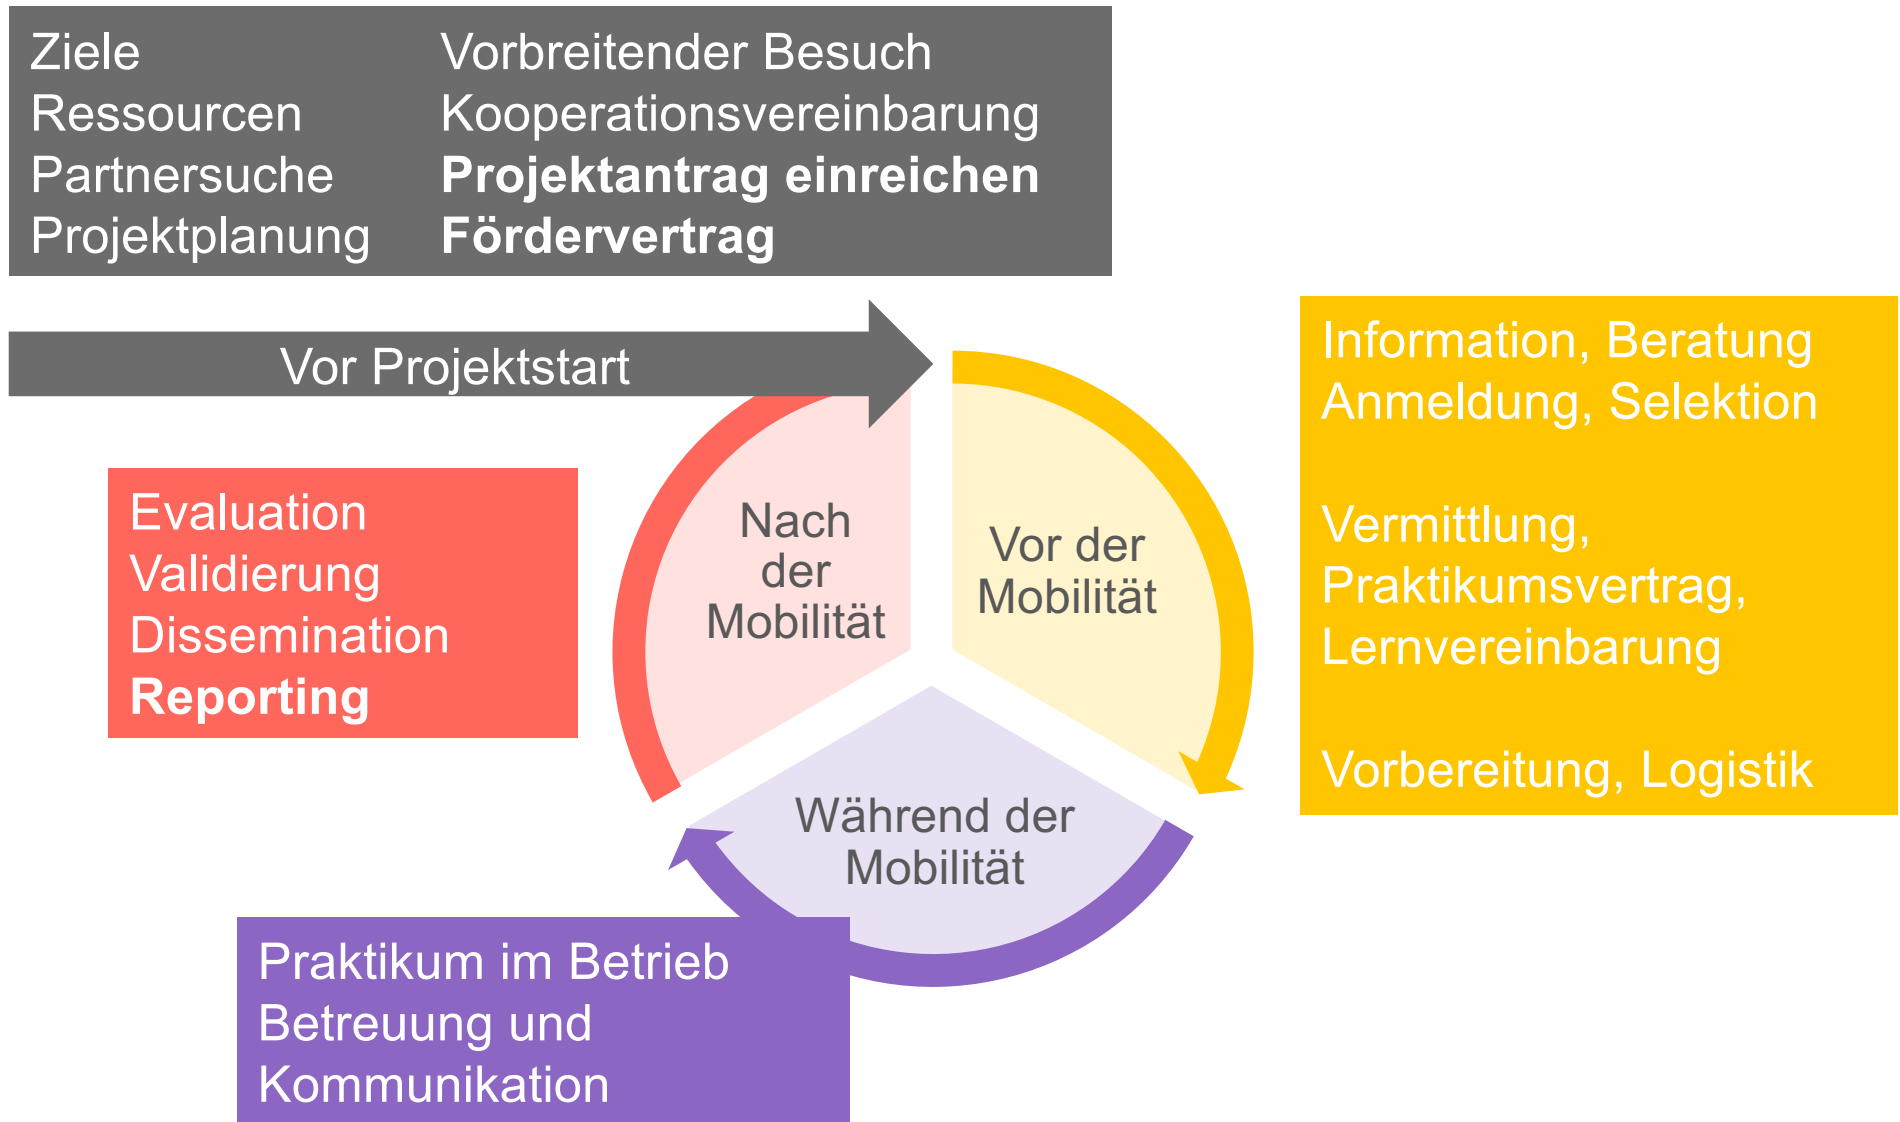 Ziele
Ressourcen
Partnersuche
Projektplanung
Vorbreitender Besuch
Kooperationsvereinbarung
Projektantrag einreichen
Fördervertrag
Vor Projektstart
Information, Beratung
Anmeldung, Selektion
Vermittlung,
Praktikumsvertrag,
Lernvereinbarung
Vorbereitung, Logistik
Vor der
Mobilität
Während der
Mobilität
Praktikum im Betrieb
Betreuung und
Kommunikation
Nach
der
Mobilität
Evaluation
Validierung
Dissemination
Reporting